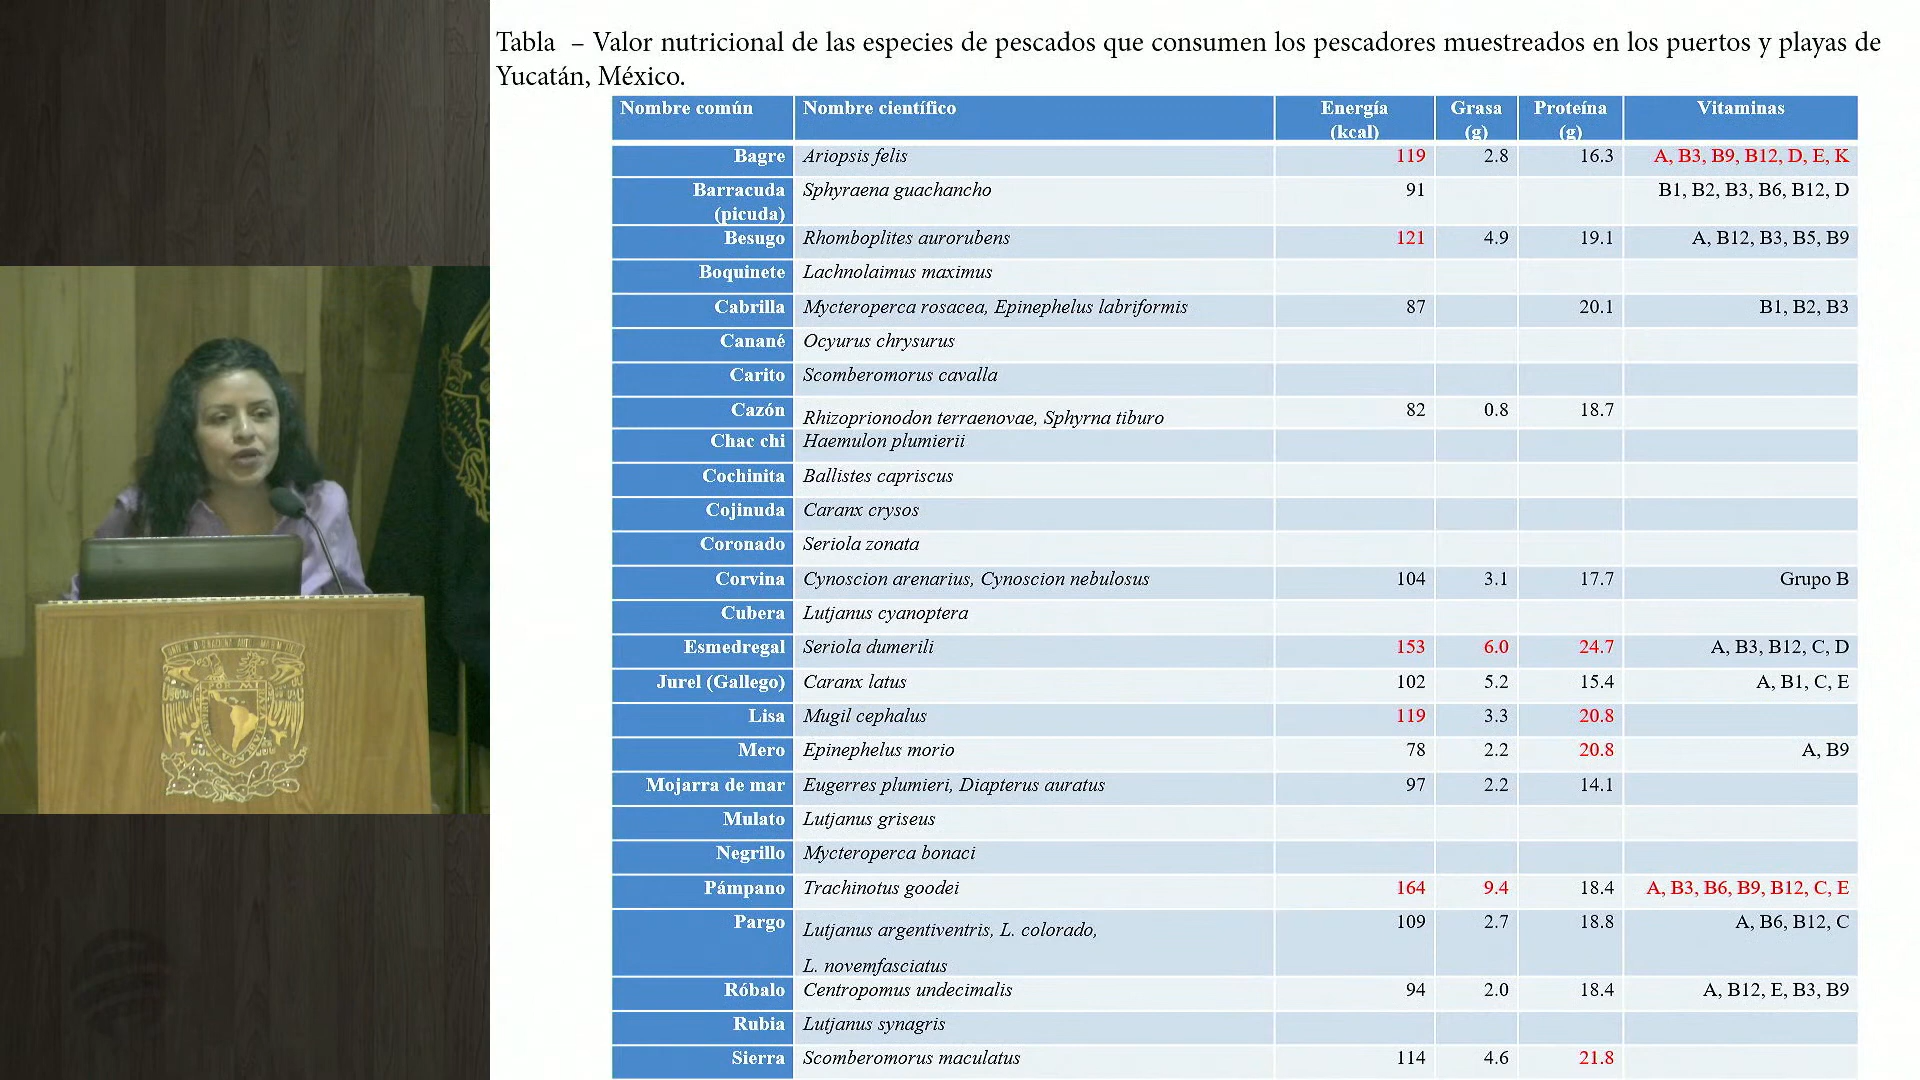 Tabla – Valor nutricional de las especies de pescados que consumen los pescadores muestreados en los puertos y playas de
Yucatán, México.
Nombre común Nombre científico Energía (kcal) Grasa (g) Proteína (g) Vitaminas
Bagre Ariopsis felis 119 2.8 16.3 A, B3, B9, B12, D, E, K
Barracuda (picuda) Sphyraena guachancho 91 B1, B2, B3, B6, B12, D
Besugo Rhomboplites aurorubens 121 4.9 19.1 A, B12, B3, B5, B9
Boquinete Lachnolaimus maximus
Cabrilla Mycteroperca rosacea, Epinephelus labriformis 87 20.1 B1, B2, B3
Canané Ocyurus chrysurus
Carito Scomberomorus cavalla
Cazón Rhizoprionodon terraenovae, Sphyrna tiburo 82 0.8 18.7
Chac chi Haemulon plumierii
Cochinita Ballistes capriscus
Cojinuda Caranx crysos
Coronado Seriola zonata
Corvina Cynoscion arenarius, Cynoscion nebulosus 104 3.1 17.7 Grupo B
Cubera Lutjanus cyanoptera
Esmedregal Seriola dumerili 153 6.0 24.7 A, B3, B12, C, D
Jurel (Gallego) Caranx latus 102 5.2 15.4 A, B1, C, E
Lisa Mugil cephalus 119 3.3 20.8
Mero Epinephelus morio 78 2.2 20.8 A, B9
Mojarra de mar Eugerres plumieri, Diapterus auratus 97 2.2 14.1
Mulato Lutjanus griseus
Negrillo Mycteroperca bonaci
Pámpano Trachinotus goodei 164 9.4 18.4 A, B3, B6, B9, B12, C, E
Pargo Lutjanus argentiventris, L. colorado, 109 2.7 18.8 A, B6, B12, C
L. novemfasciatus
Róbalo Centropomus undecimalis 94 2.0 18.4 A, B12, E, B3, B9
Rubia Lutjanus synagris
Sierra Scomberomorus maculatus 114 4.6 21.8